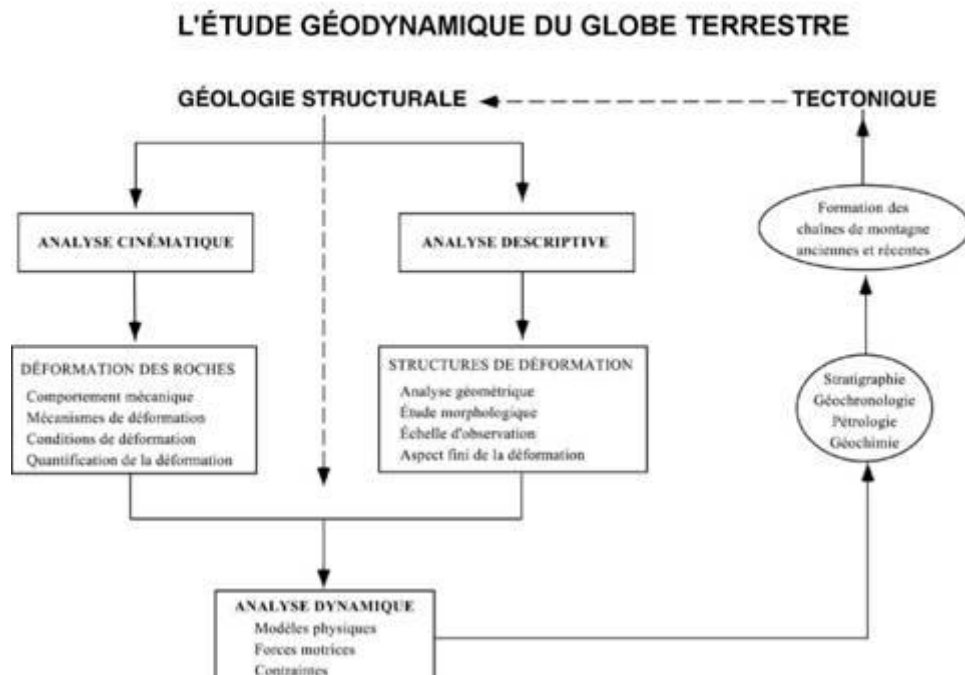 L'ÉTUDE GÉODYNAMIQUE DU GLOBE TERRESTRE
GÉOLOGIE STRUCTURALE
TECTONIQUE
ANALYSE CINÉMATIQUE
ANALYSE DESCRIPTIVE
Formation des
chaînes de montagne
anciennes et récentes
DÉFORMATION DES ROCHES
Comportement mécanique
Mécanismes de déformation
Conditions de déformation
Quantification de la déformation
STRUCTURES DE DÉFORMATION
Analyse géométrique
Étude morphologique
Échelle d'observation
Aspect fini de la déformation
Stratigraphie
Géochronologie
Pétrologie
Géochimie
ANALYSE DYNAMIQUE
Modèles physiques
Forces motrices
Contraintes